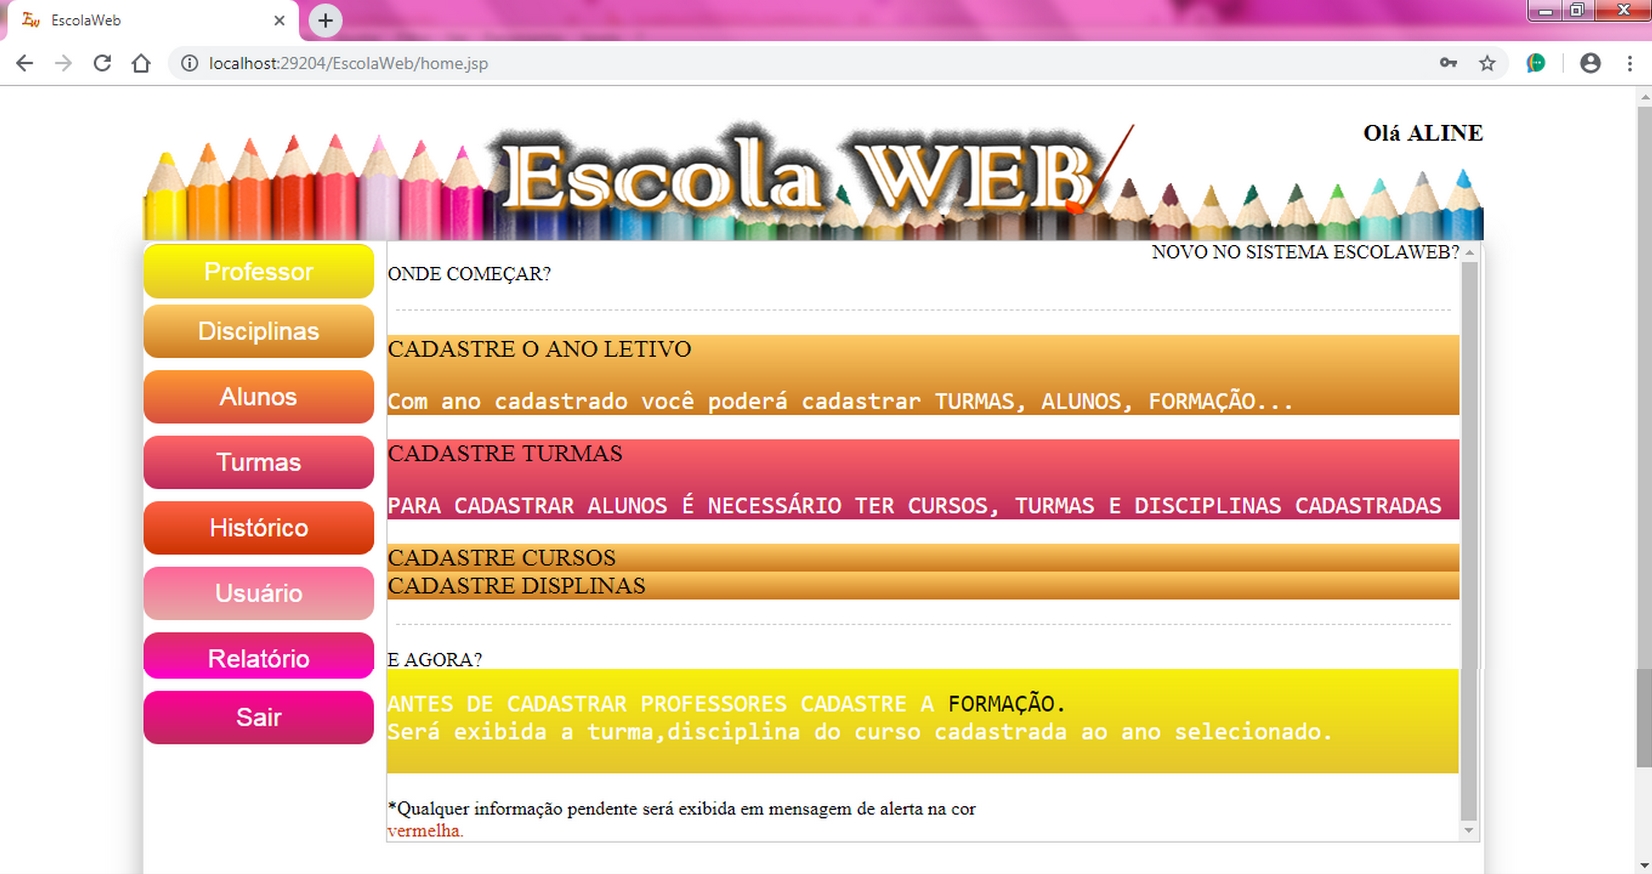 EscolaWeb
localhost:29204/EscolaWeb/home.jsp
Escola WEB
Olá ALINE
Professor
Disciplinas
Alunos
Turmas
Histórico
Usuário
Relatório
Sair
NOVO NO SISTEMA ESCOLAWEB?
ONDE COMEÇAR?
CADASTRE O ANO LETIVO
Com ano cadastrado você poderá cadastrar TURMAS, ALUNOS, FORMAÇÃO...
CADASTRE TURMAS
PARA CADASTRAR ALUNOS É NECESSÁRIO TER CURSOS, TURMAS E DISCIPLINAS CADASTRADAS
CADASTRE CURSOS
CADASTRE DISPLINAS
E AGORA?
ANTES DE CADASTRAR PROFESSORES CADASTRE A FORMAÇÃO.
Será exibida a turma,disciplina do curso cadastrada ao ano selecionado.
*Qualquer informação pendente será exibida em mensagem de alerta na cor
vermelha.